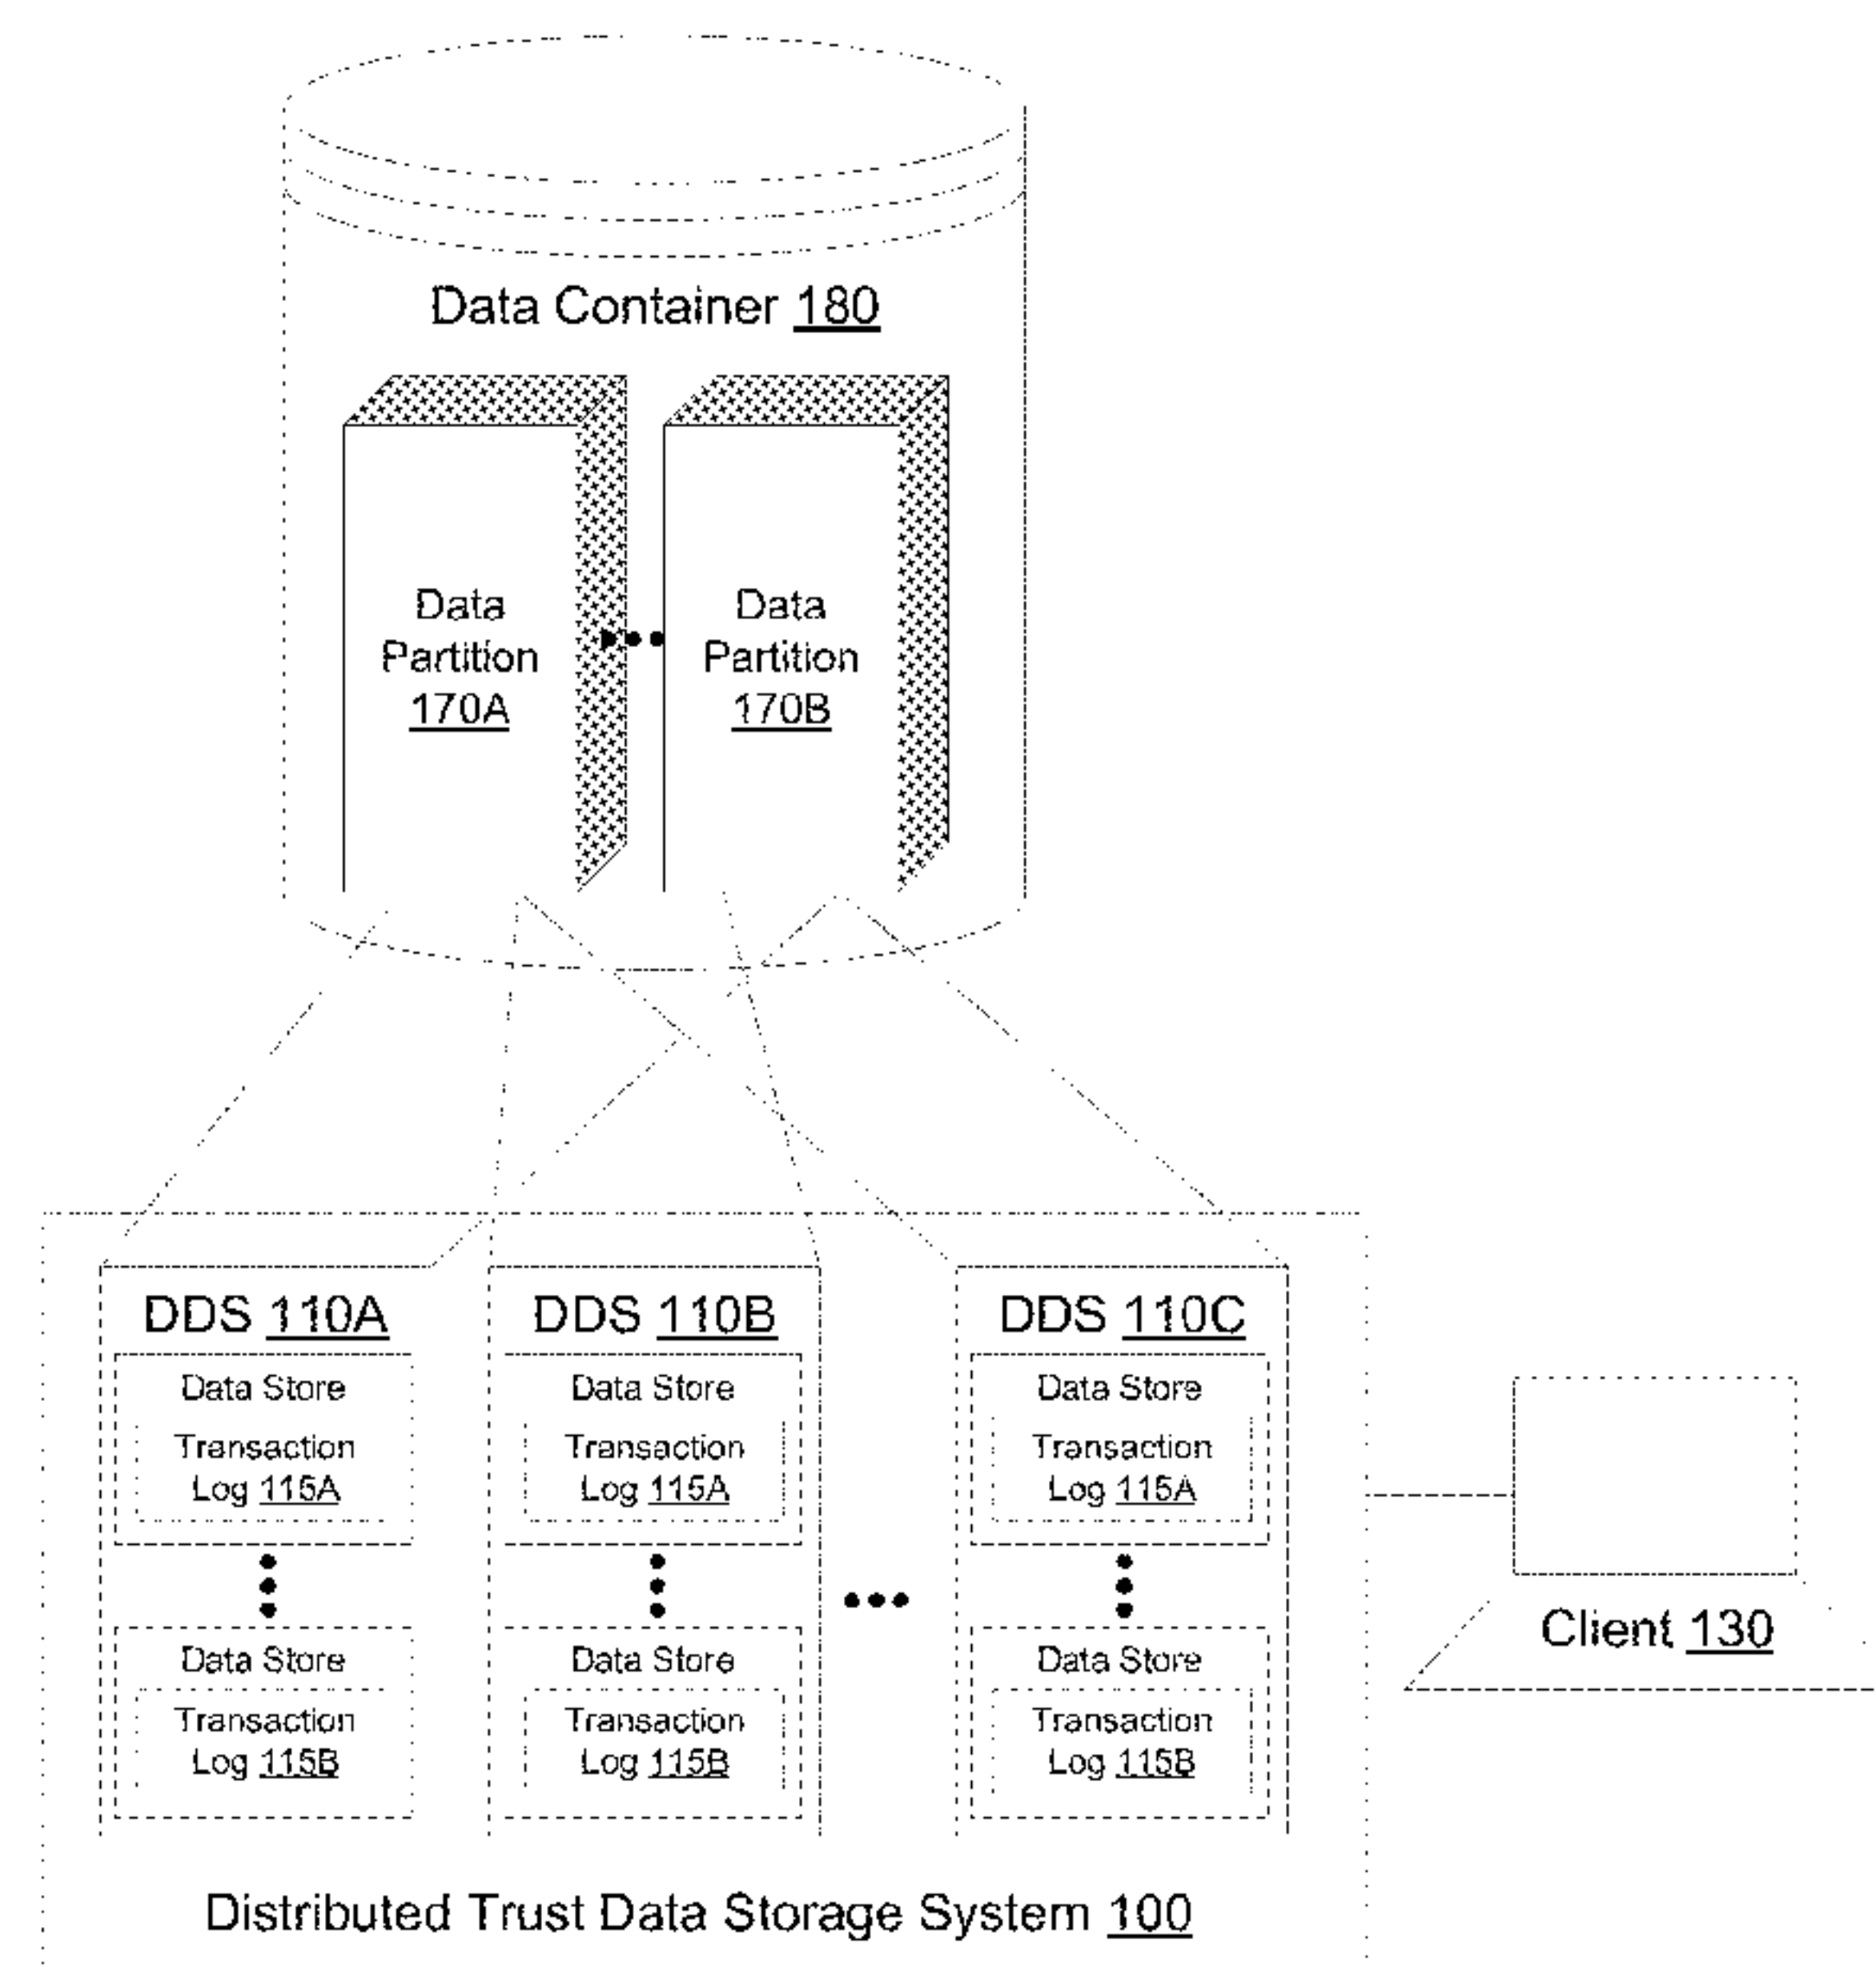 Data Container 180
Data
Partition
170A
Data
Partition
170B
DDS 110A
Data Store
Transaction
Log 115A
Data Store
Transaction
Log 115B
DDS 110B
Data Store
Transaction
Log 115A
Data Store
Transaction
Log 115B
DDS 110C
Data Store
Transaction
Log 115A
Data Store
Transaction
Log 115B
Client 130
Distributed Trust Data Storage System 100